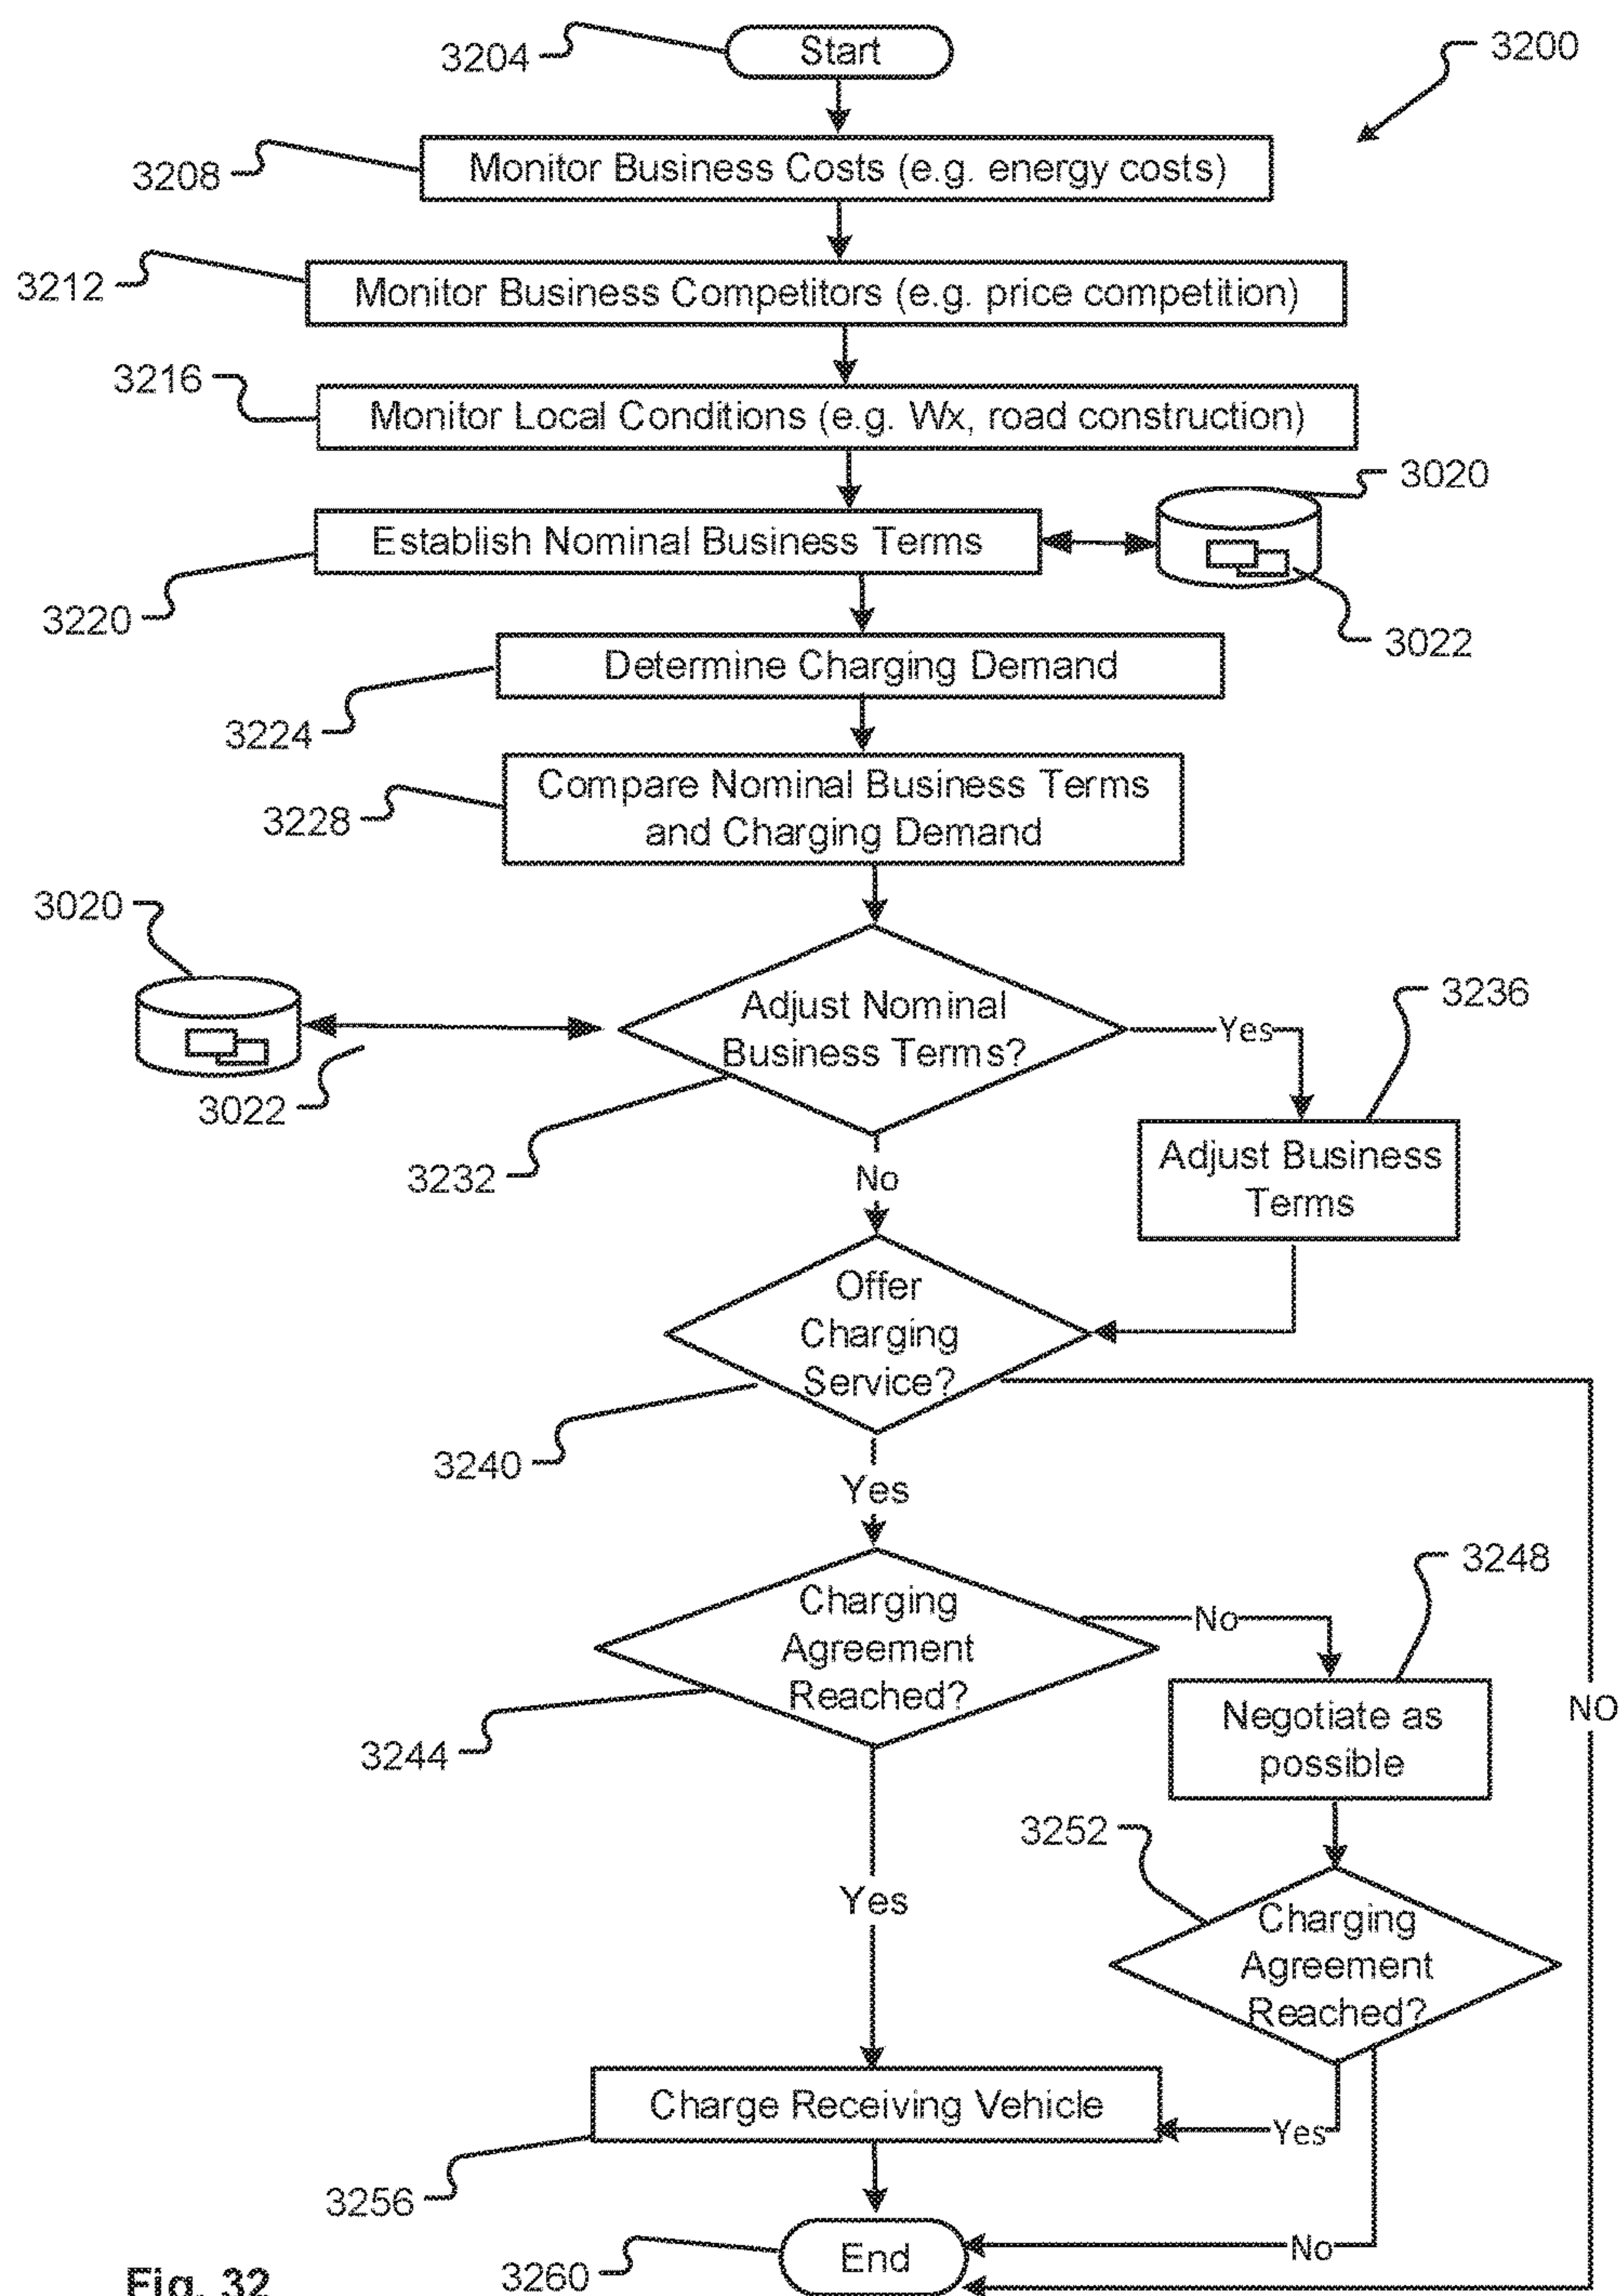 3204
Start
3200
3208
Monitor Business Costs (e.g. energy costs)
3212
Monitor Business Competitors (e.g. price competition)
3216
Monitor Local Conditions (e.g. Wx, road construction)
3020
Establish Nominal Business Terms
3220
3022
Determine Charging Demand
3224
Compare Nominal Business Terms
and Charging Demand
3228
3020
3022
Adjust Nominal
Business Terms?
3232
Yes
3236
Adjust Business
Terms
No
Offer
Charging
Service?
3240
Yes
NO
Charging
Agreement
Reached?
3244
No
3248
Negotiate as
possible
3252
Charging
Agreement
Reached?
Yes
Charge Receiving Vehicle
Yes
3256
No
End
3260
Fig. 32